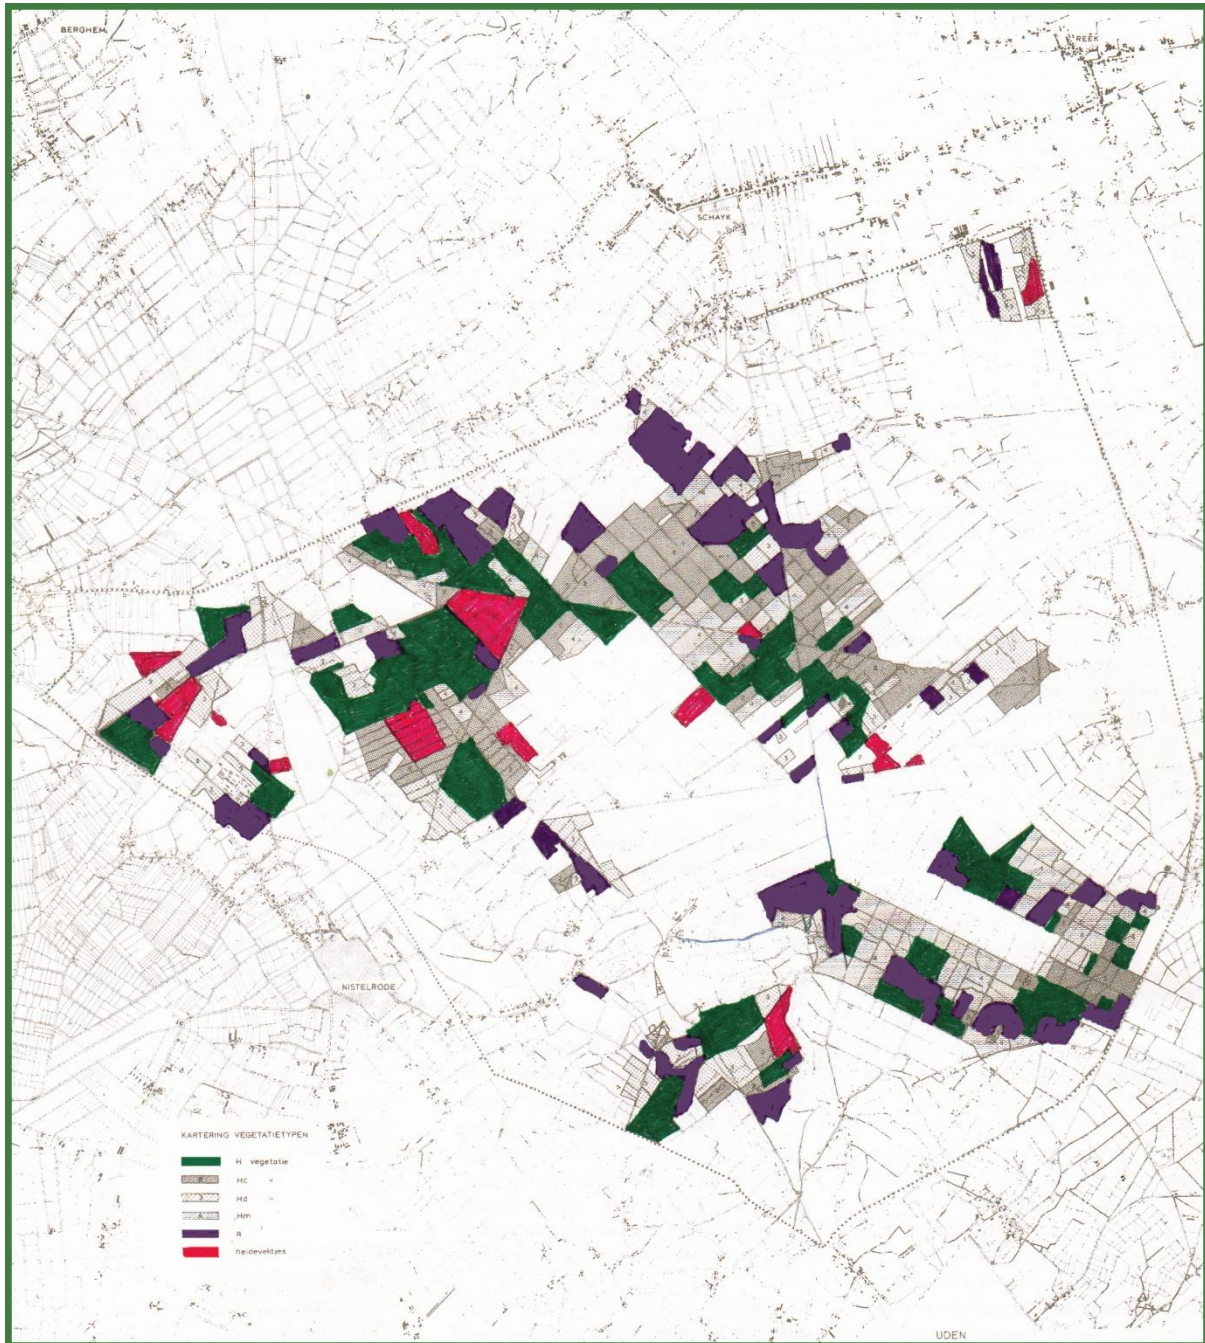 BERGHEM
REEK
SCHAYK
NISTELRODE
KARTERING VEGETATIETYPEN
H vegetatie
Hc "
Hd "
Hm
R
heideveldjes
UDEN